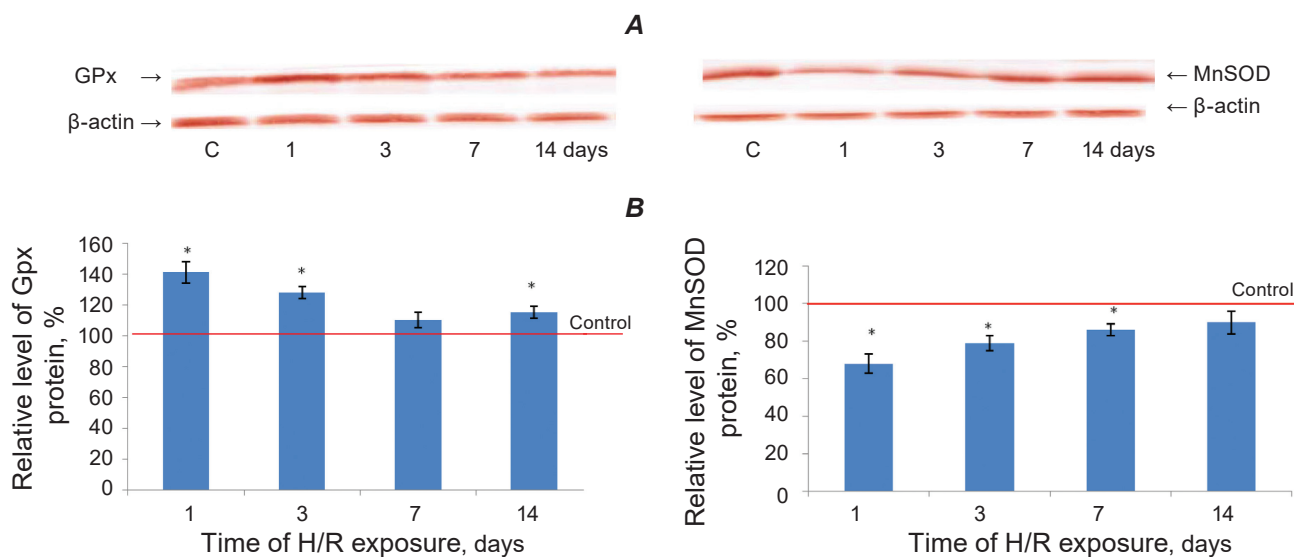 A
GPx →
β-actin →
C 1 3 7 14 days
← MnSOD
← β-actin
C 1 3 7 14 days
B
Relative level of Gpx
protein, %
160
140
120
100
80
60
40
20
0
*
*
*
Control
1 3 7 14
Time of H/R exposure, days
Relative level of MnSOD
protein, %
120
100
80
60
40
20
0
Control
*
*
*
1 3 7 14
Time of H/R exposure, days